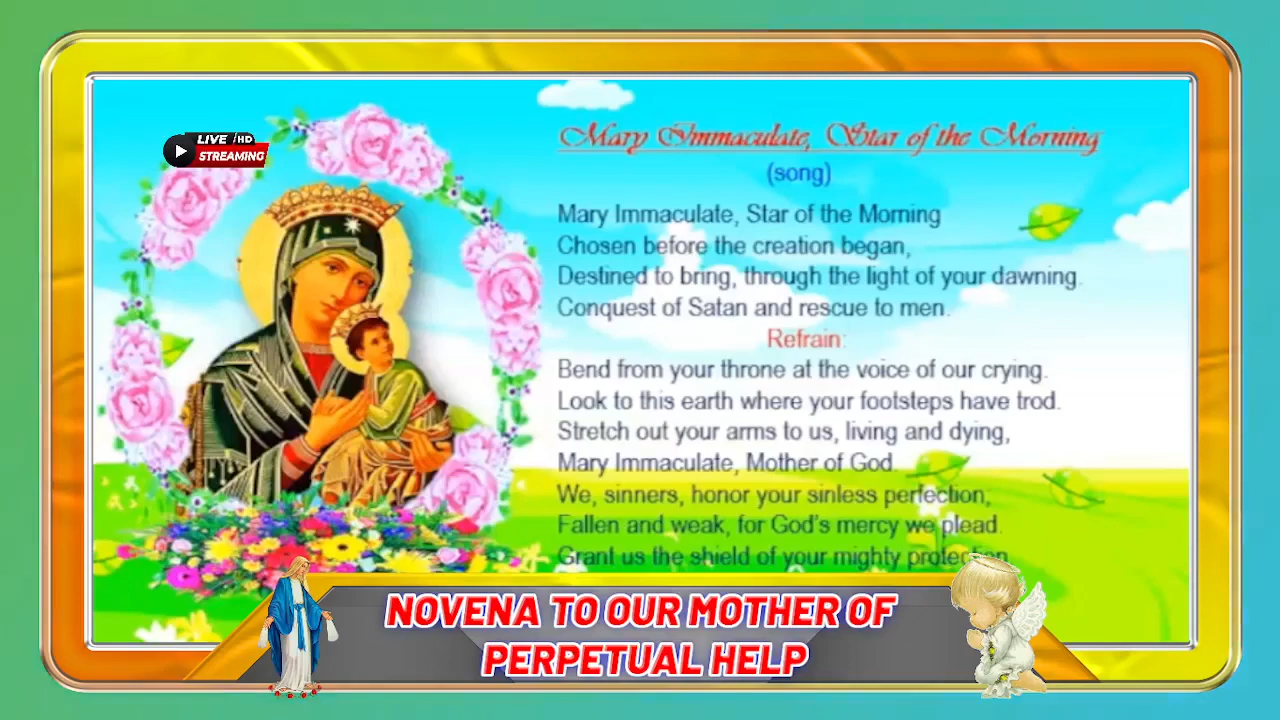 LIVE /HD
STREAMING
Mary Immaculate, Star of the Morning
(song)
Mary Immaculate, Star of the Morning
Chosen before the creation began,
Destined to bring, through the light of your dawning.
Conquest of Satan and rescue to men.
Refrain:
Bend from your throne at the voice of our crying.
Look to this earth where your footsteps have trod.
Stretch out your arms to us, living and dying,
Mary Immaculate, Mother of God.
We, sinners, honor your sinless perfection,
Fallen and weak, for God's mercy we plead.
Grant us the shield of your mighty
NOVENA TO OUR MOTHER OF
PERPETUAL HELP